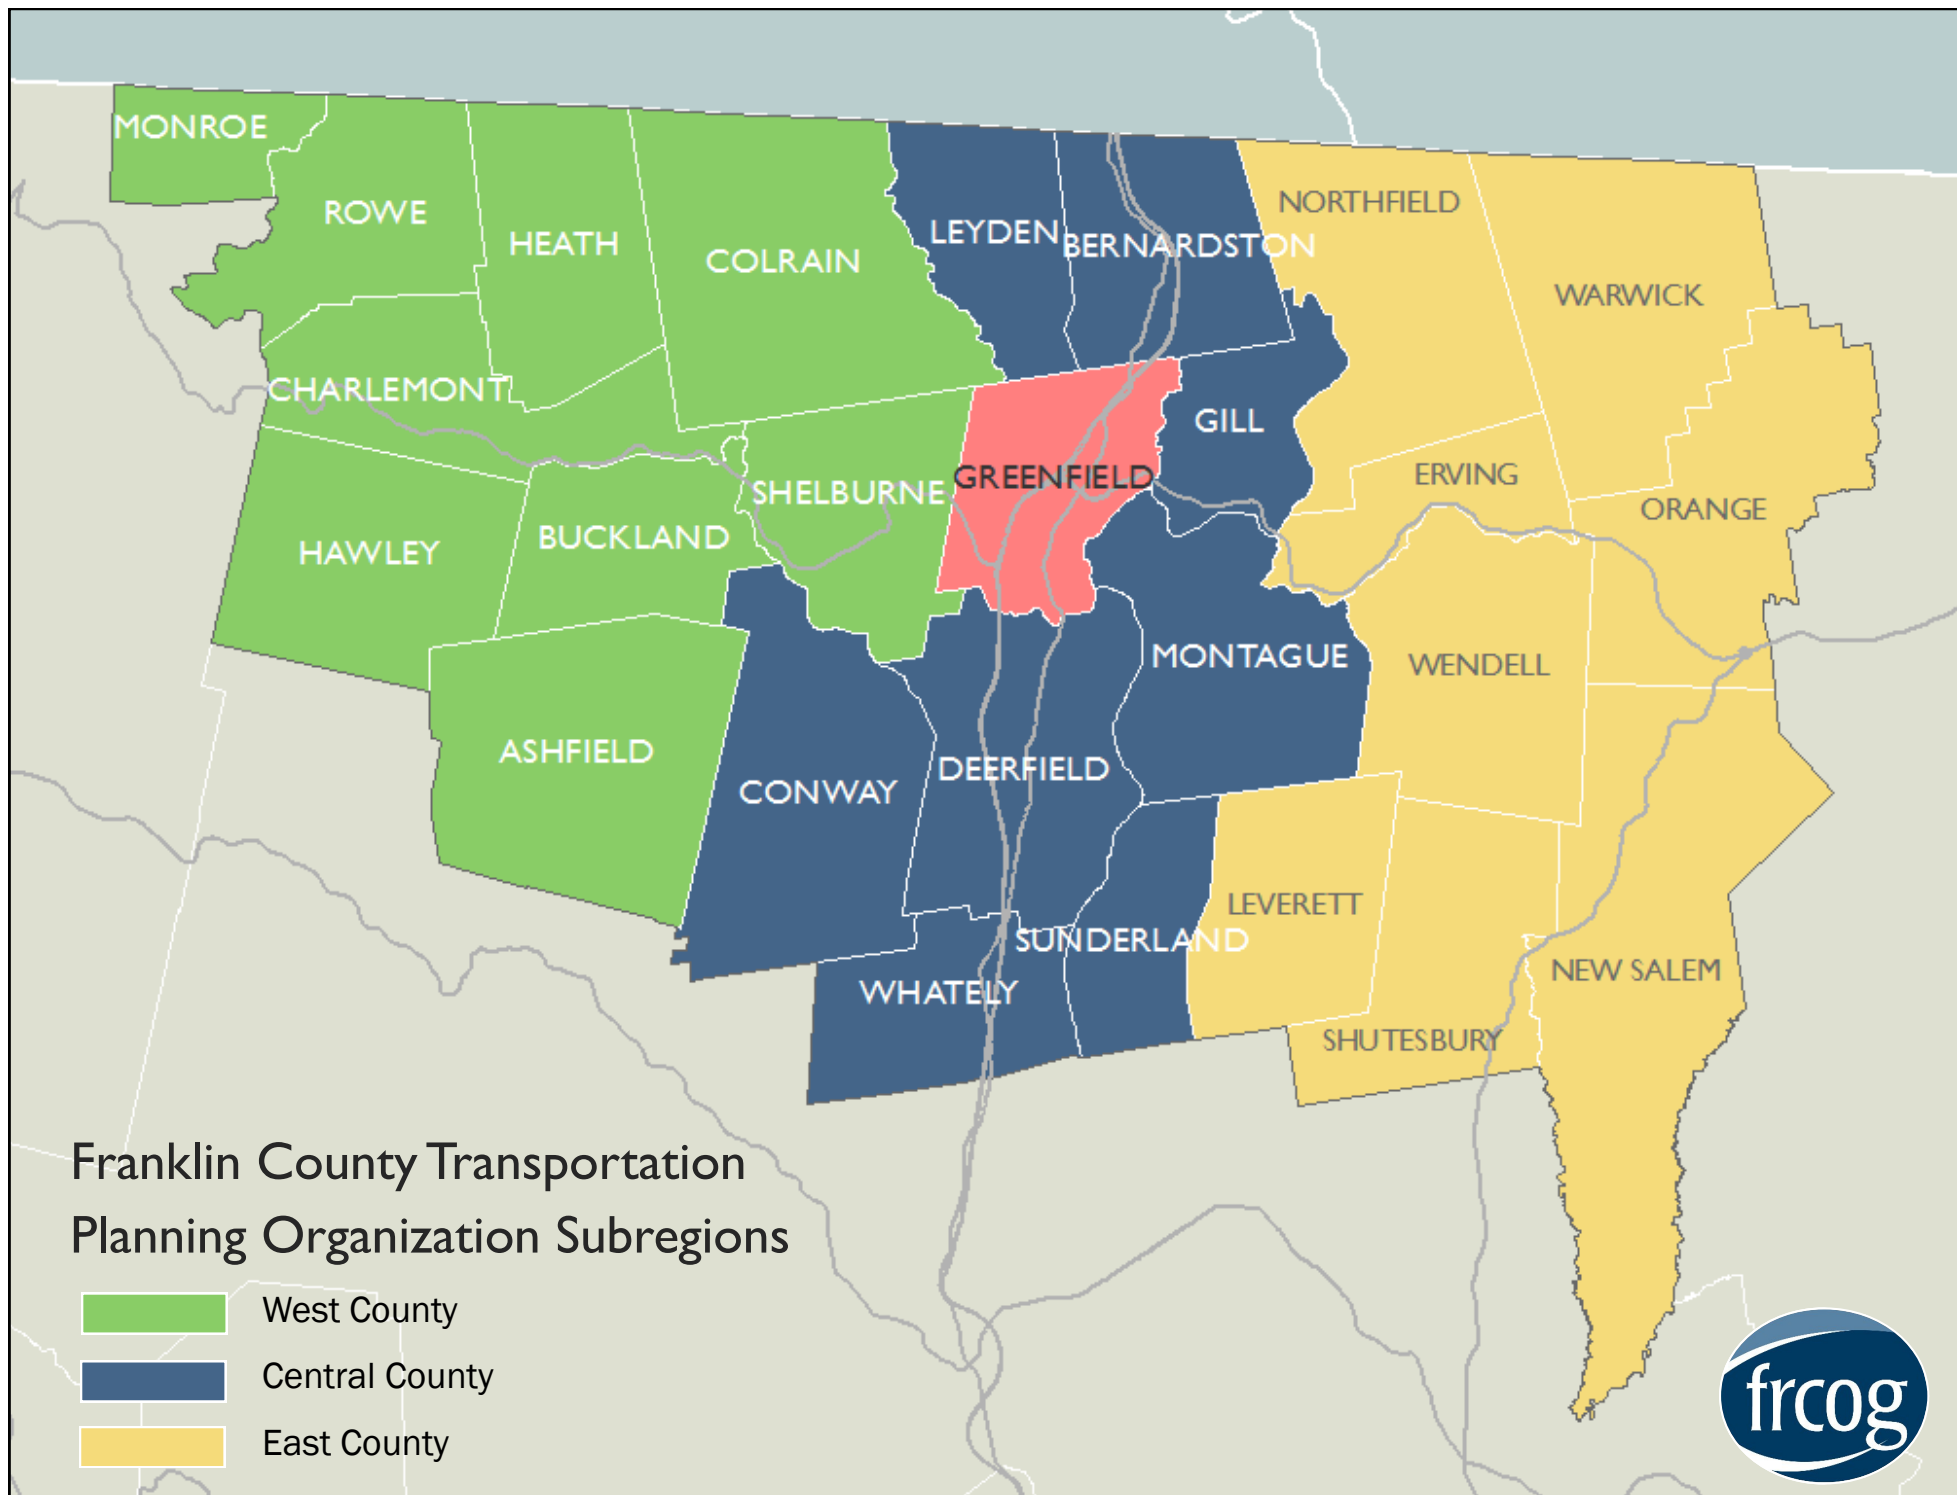 MONROE
ROWE
HEATH
COLRAIN
LEYDEN
BERNARDSTON
NORTHFIELD
WARWICK
CHARLEMONT
GILL
SHELBURNE
GREENFIELD
ERVING
ORANGE
HAWLEY
BUCKLAND
MONTAGUE
WENDELL
ASHFIELD
CONWAY
DEERFIELD
LEVERETT
SUNDERLAND
WHATELY
NEW SALEM
SHUTESBURY
Franklin County Transportation
Planning Organization Subregions
West County
Central County
East County
frcog